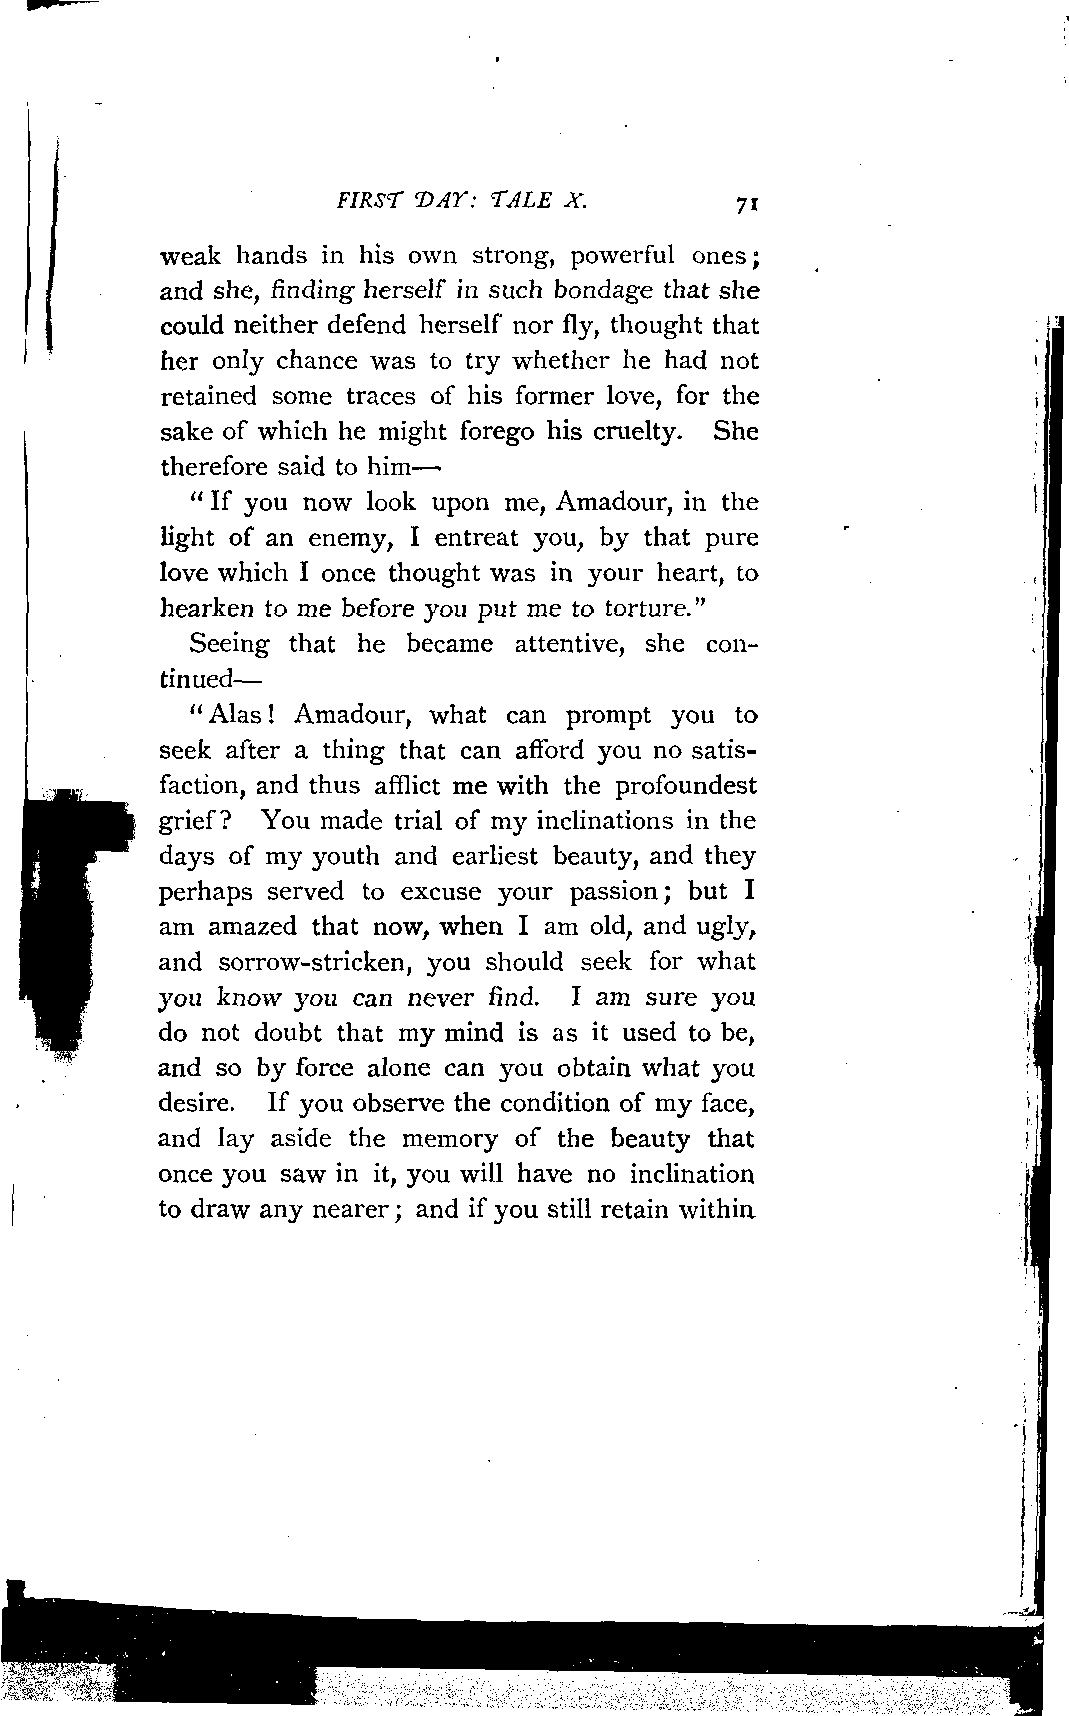 FIRST DAY: TALE X. 71
weak hands in his own strong, powerful ones;
and she, finding herself in such bondage that she
could neither defend herself nor fly, thought that
her only chance was to try whether he had not
retained some traces of his former love, for the
sake of which he might forego his cruelty. She
therefore said to him—
"If you now look upon me, Amadour, in the
light of an enemy, I entreat you, by that pure
love which I once thought was in your heart, to
hearken to me before you put me to torture."
Seeing that he became attentive, she con-
tinued—
"Alas! Amadour, what can prompt you to
seek after a thing that can afford you no satis-
faction, and thus afflict me with the profoundest
grief? You made trial of my inclinations in the
days of my youth and earliest beauty, and they
perhaps served to excuse your passion; but I
am amazed that now, when I am old, and ugly,
and sorrow-stricken, you should seek for what
you know you can never find. I am sure you
do not doubt that my mind is as it used to be,
and so by force alone can you obtain what you
desire. If you observe the condition of my face,
and lay aside the memory of the beauty that
once you saw in it, you will have no inclination
to draw any nearer; and if you still retain within